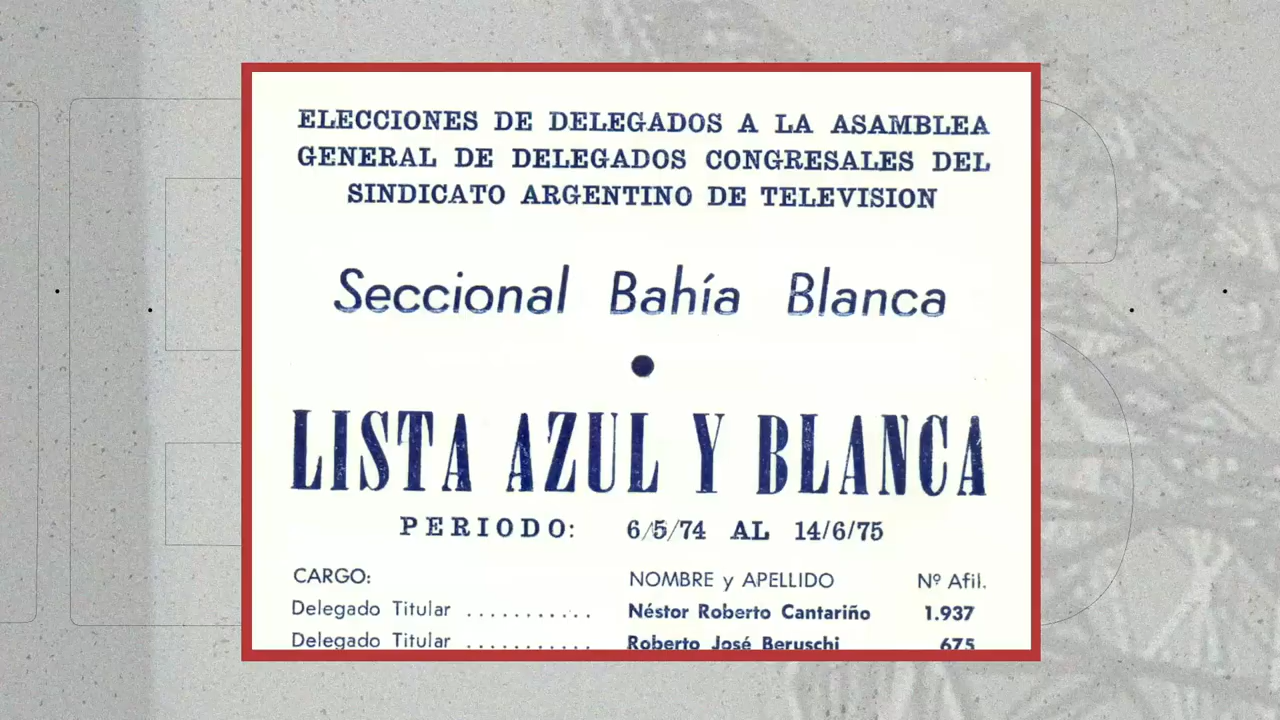 ELECCIONES DE DELEGADOS A LA ASAMBLEA
GENERAL DE DELEGADOS CONGRESALES DEL
SINDICATO ARGENTINO DE TELEVISION
Seccional Bahía Blanca
LISTA AZUL Y BLANCA
PERIODO: 6/5/74 AL 14/6/75
CARGO: NOMBRE y APELLIDO Nº Afil.
Delegado Titular ........... Néstor Roberto Cantariño 1.937
Delegado Titular ........... Roberto José Beruschi 675